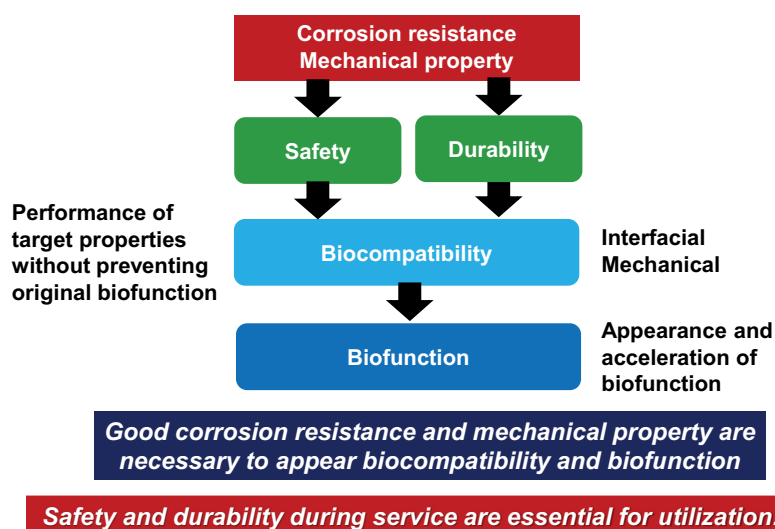 Corrosion resistance
Mechanical property
Safety
Durability
Performance of
target properties
without preventing
original biofunction
Biocompatibility
Interfacial
Mechanical
Biofunction
Appearance and
acceleration of
biofunction
Good corrosion resistance and mechanical property are
necessary to appear biocompatibility and biofunction
Safety and durability during service are essential for utilization